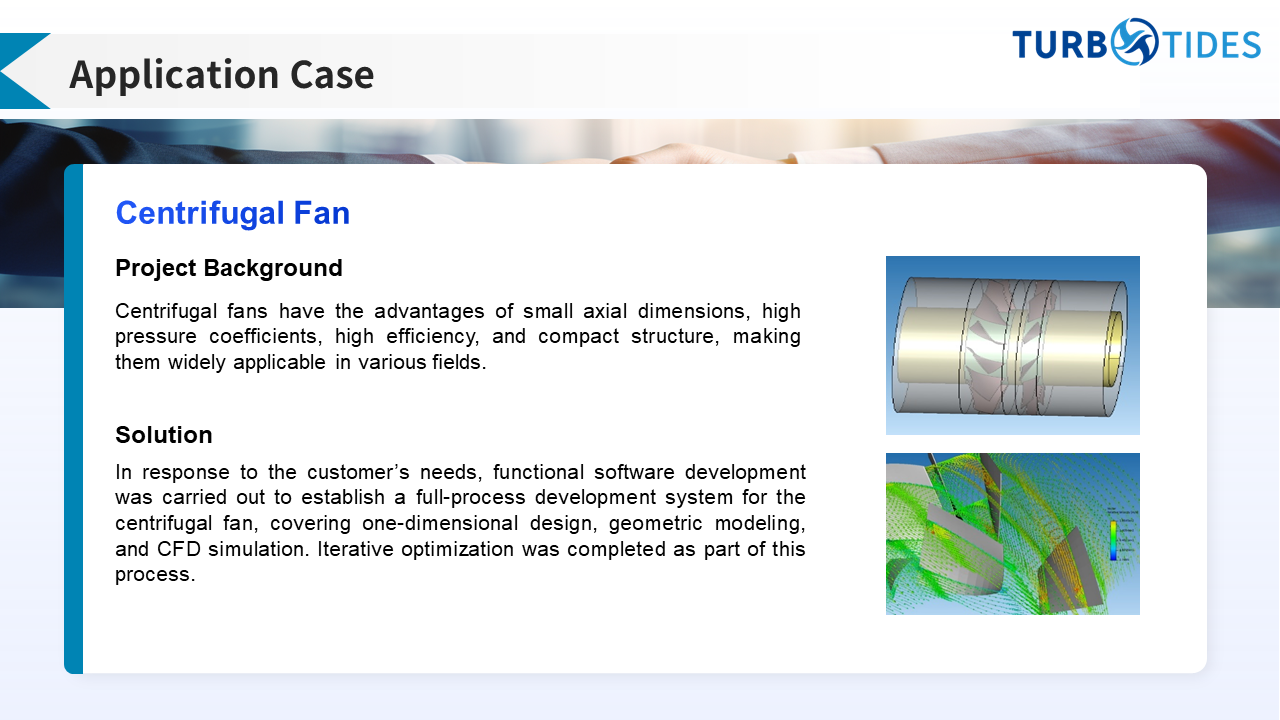 TURBOTIDES
Application Case
Centrifugal Fan
Project Background
Centrifugal fans have the advantages of small axial dimensions, high
pressure coefficients, high efficiency, and compact structure, making
them widely applicable in various fields.
Solution
In response to the customer’s needs, functional software development
was carried out to establish a full-process development system for the
centrifugal fan, covering one-dimensional design, geometric modeling,
and CFD simulation. Iterative optimization was completed as part of this
process.